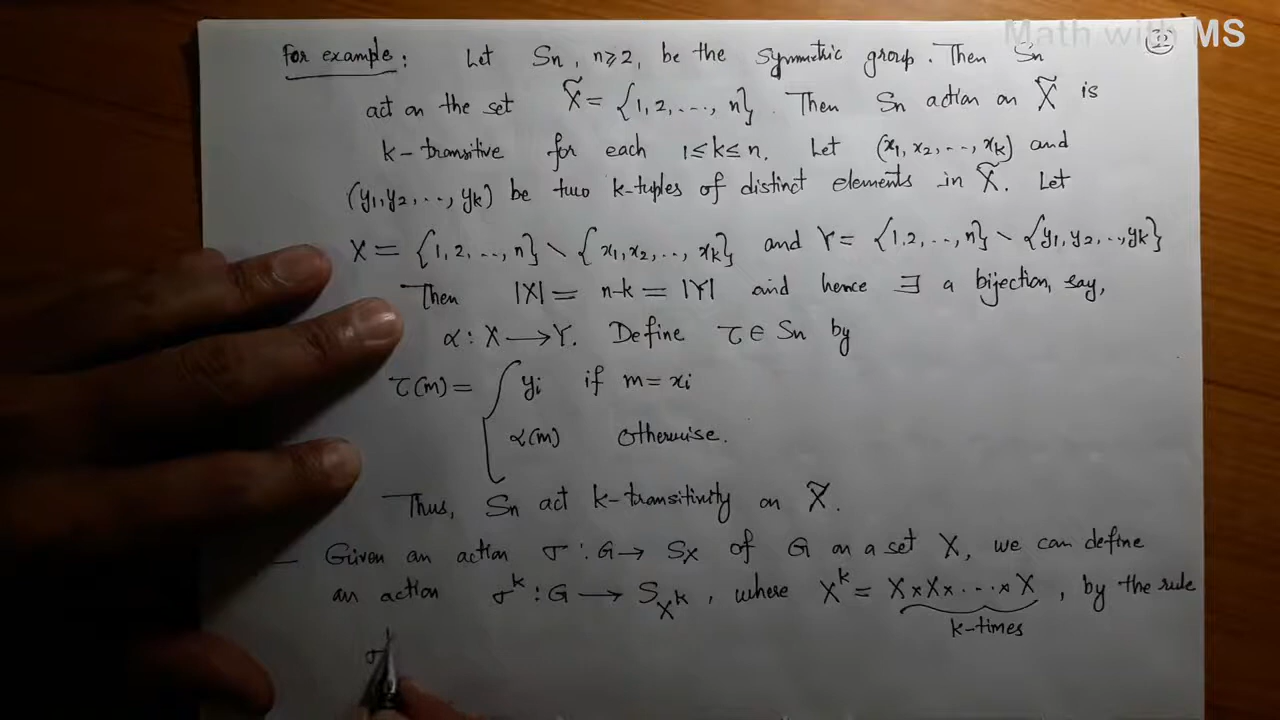 Math with MS
For example: Let Sn, n≥2, be the symmetric group. Then Sn
act on the set X̃ = {1, 2, ..., n}. Then Sn action on X̃ is
k-transitive for each 1≤k≤n. Let (x1, x2, .., xk) and
(y1, y2, .., yk) be two k-tuples of distinct elements in X̃. Let
X = {1, 2, .., n} \ {x1, x2, .., xk} and Y = {1, 2, .., n} \ {y1, y2, .., yk}
Then |X| = n-k = |Y| and hence ∃ a bijection, say,
α : X → Y. Define τ ∈ Sn by
τ(m) = { yi if m = xi
α(m) otherwise.
Thus, Sn act k-transitivity on X̃.
— Given an action σ : G → SX of G on a set X, we can define
an action σ^k : G → S_X^k, where X^k = X×X×...×X, by the rule
k-times
σ